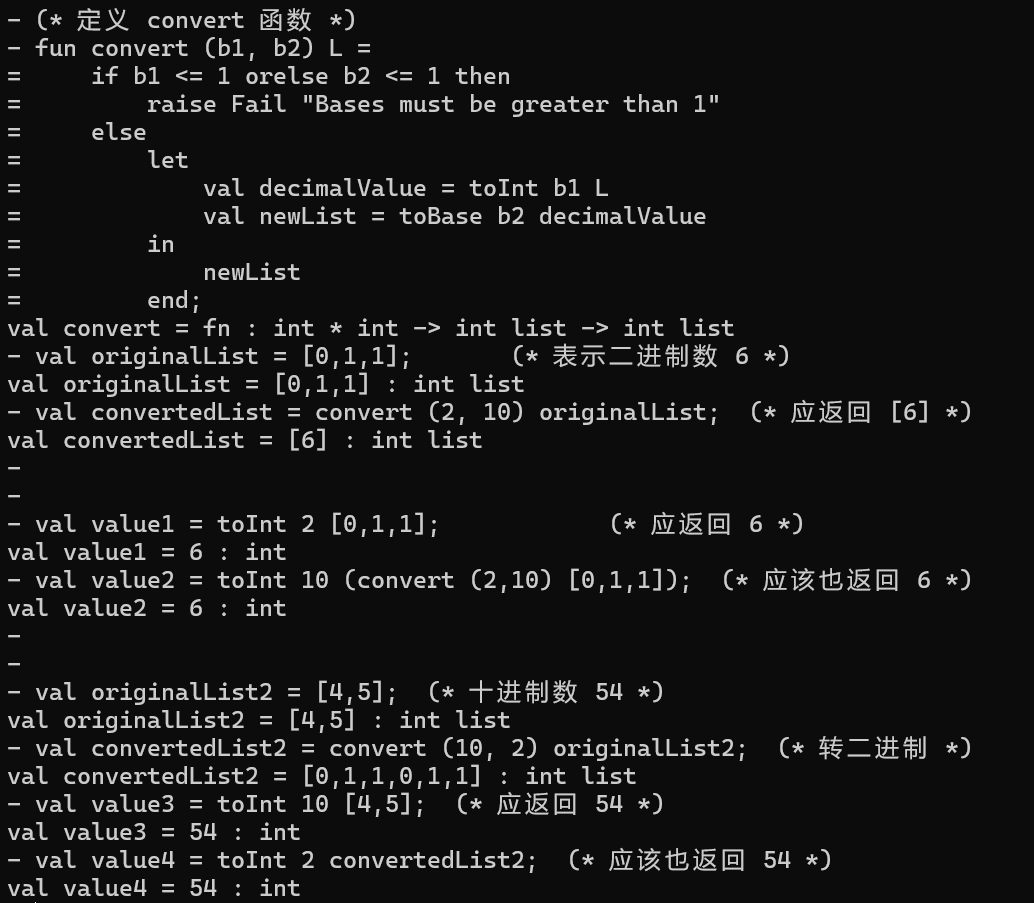 - (* 定义 convert 函数 *)
- fun convert (b1, b2) L =
=     if b1 <= 1 orelse b2 <= 1 then
=         raise Fail "Bases must be greater than 1"
=     else
=         let
=             val decimalValue = toInt b1 L
=             val newList = toBase b2 decimalValue
=         in
=             newList
=         end;
val convert = fn : int * int -> int list -> int list
- val originalList = [0,1,1];       (* 表示二进制数 6 *)
val originalList = [0,1,1] : int list
- val convertedList = convert (2, 10) originalList;  (* 应返回 [6] *)
val convertedList = [6] : int list
-
-
- val value1 = toInt 2 [0,1,1];            (* 应返回 6 *)
val value1 = 6 : int
- val value2 = toInt 10 (convert (2,10) [0,1,1]);  (* 应该也返回 6 *)
val value2 = 6 : int
-
-
- val originalList2 = [4,5];  (* 十进制数 54 *)
val originalList2 = [4,5] : int list
- val convertedList2 = convert (10, 2) originalList2;  (* 转二进制 *)
val convertedList2 = [0,1,1,0,1,1] : int list
- val value3 = toInt 10 [4,5];  (* 应返回 54 *)
val value3 = 54 : int
- val value4 = toInt 2 convertedList2;  (* 应该也返回 54 *)
val value4 = 54 : int